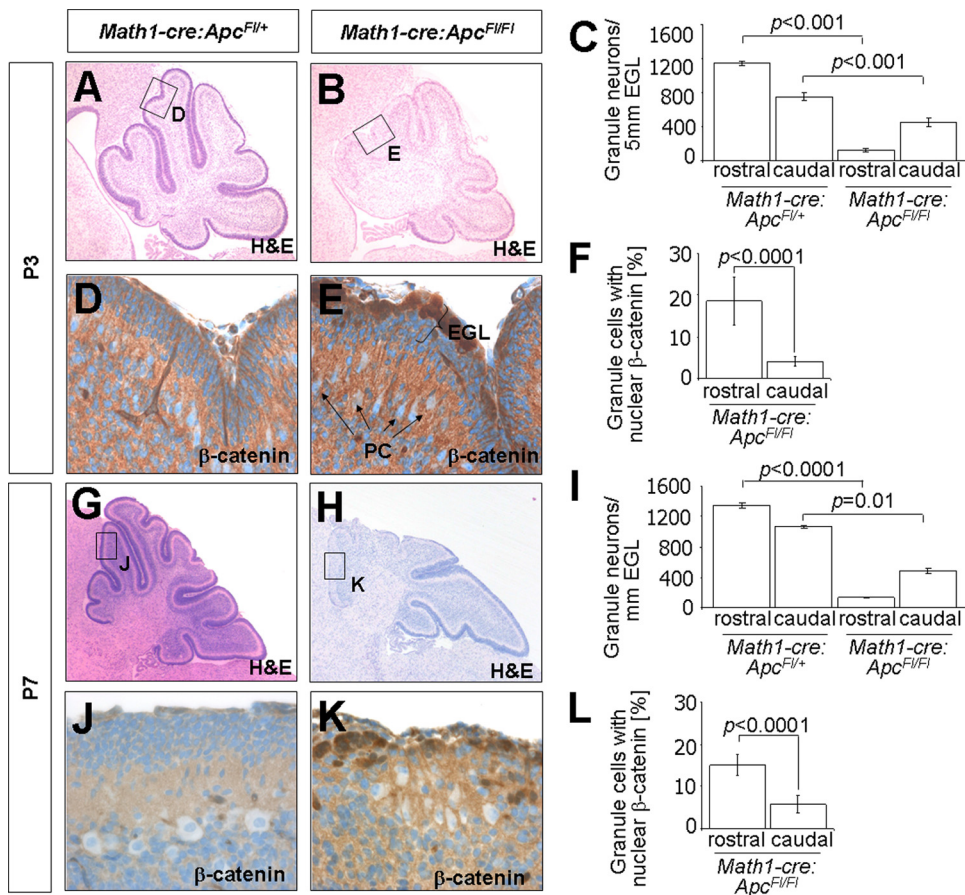 Math1-cre:Apc^Fl/+
Math1-cre:Apc^Fl/Fl
P3
A
D
H&E
B
E
H&E
C
Granule neurons/
5mm EGL
1600
1200
800
400
0
p<0.001
p<0.001
rostral caudal rostral caudal
Math1-cre: Math1-cre:
Apc^Fl/+ Apc^Fl/Fl
D
β-catenin
E
EGL
PC
β-catenin
F
Granule cells with
nuclear β-catenin [%]
30
20
10
0
p<0.0001
rostral caudal
Math1-cre:
Apc^Fl/Fl
P7
G
J
H&E
H
K
H&E
I
Granule neurons/
mm EGL
1600
1200
800
400
0
p<0.0001
p=0.01
rostral caudal rostral caudal
Math1-cre: Math1-cre:
Apc^Fl/+ Apc^Fl/Fl
J
β-catenin
K
β-catenin
L
Granule cells with
nuclear β-catenin [%]
30
20
10
0
p<0.0001
rostral caudal
Math1-cre:
Apc^Fl/Fl